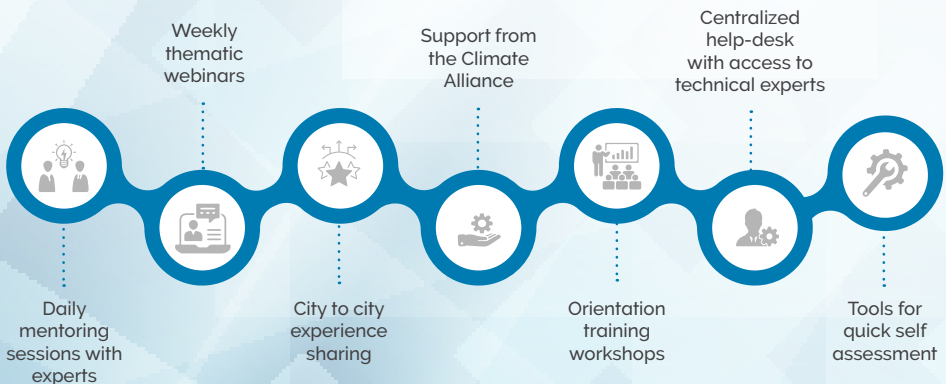 Daily
mentoring
sessions with
experts
Weekly
thematic
webinars
City to city
experience
sharing
Support from
the Climate
Alliance
Orientation
training
workshops
Centralized
help-desk
with access to
technical experts
Tools for
quick self
assessment